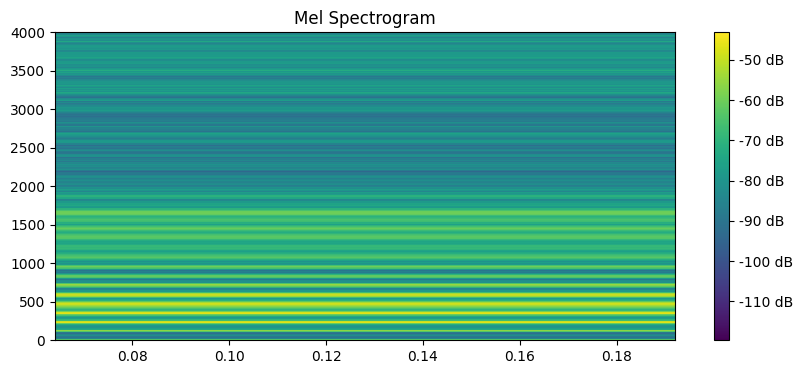 Mel Spectrogram
4000
3500
3000
2500
2000
1500
1000
500
0
0.08 0.10 0.12 0.14 0.16 0.18
-50 dB
-60 dB
-70 dB
-80 dB
-90 dB
-100 dB
-110 dB